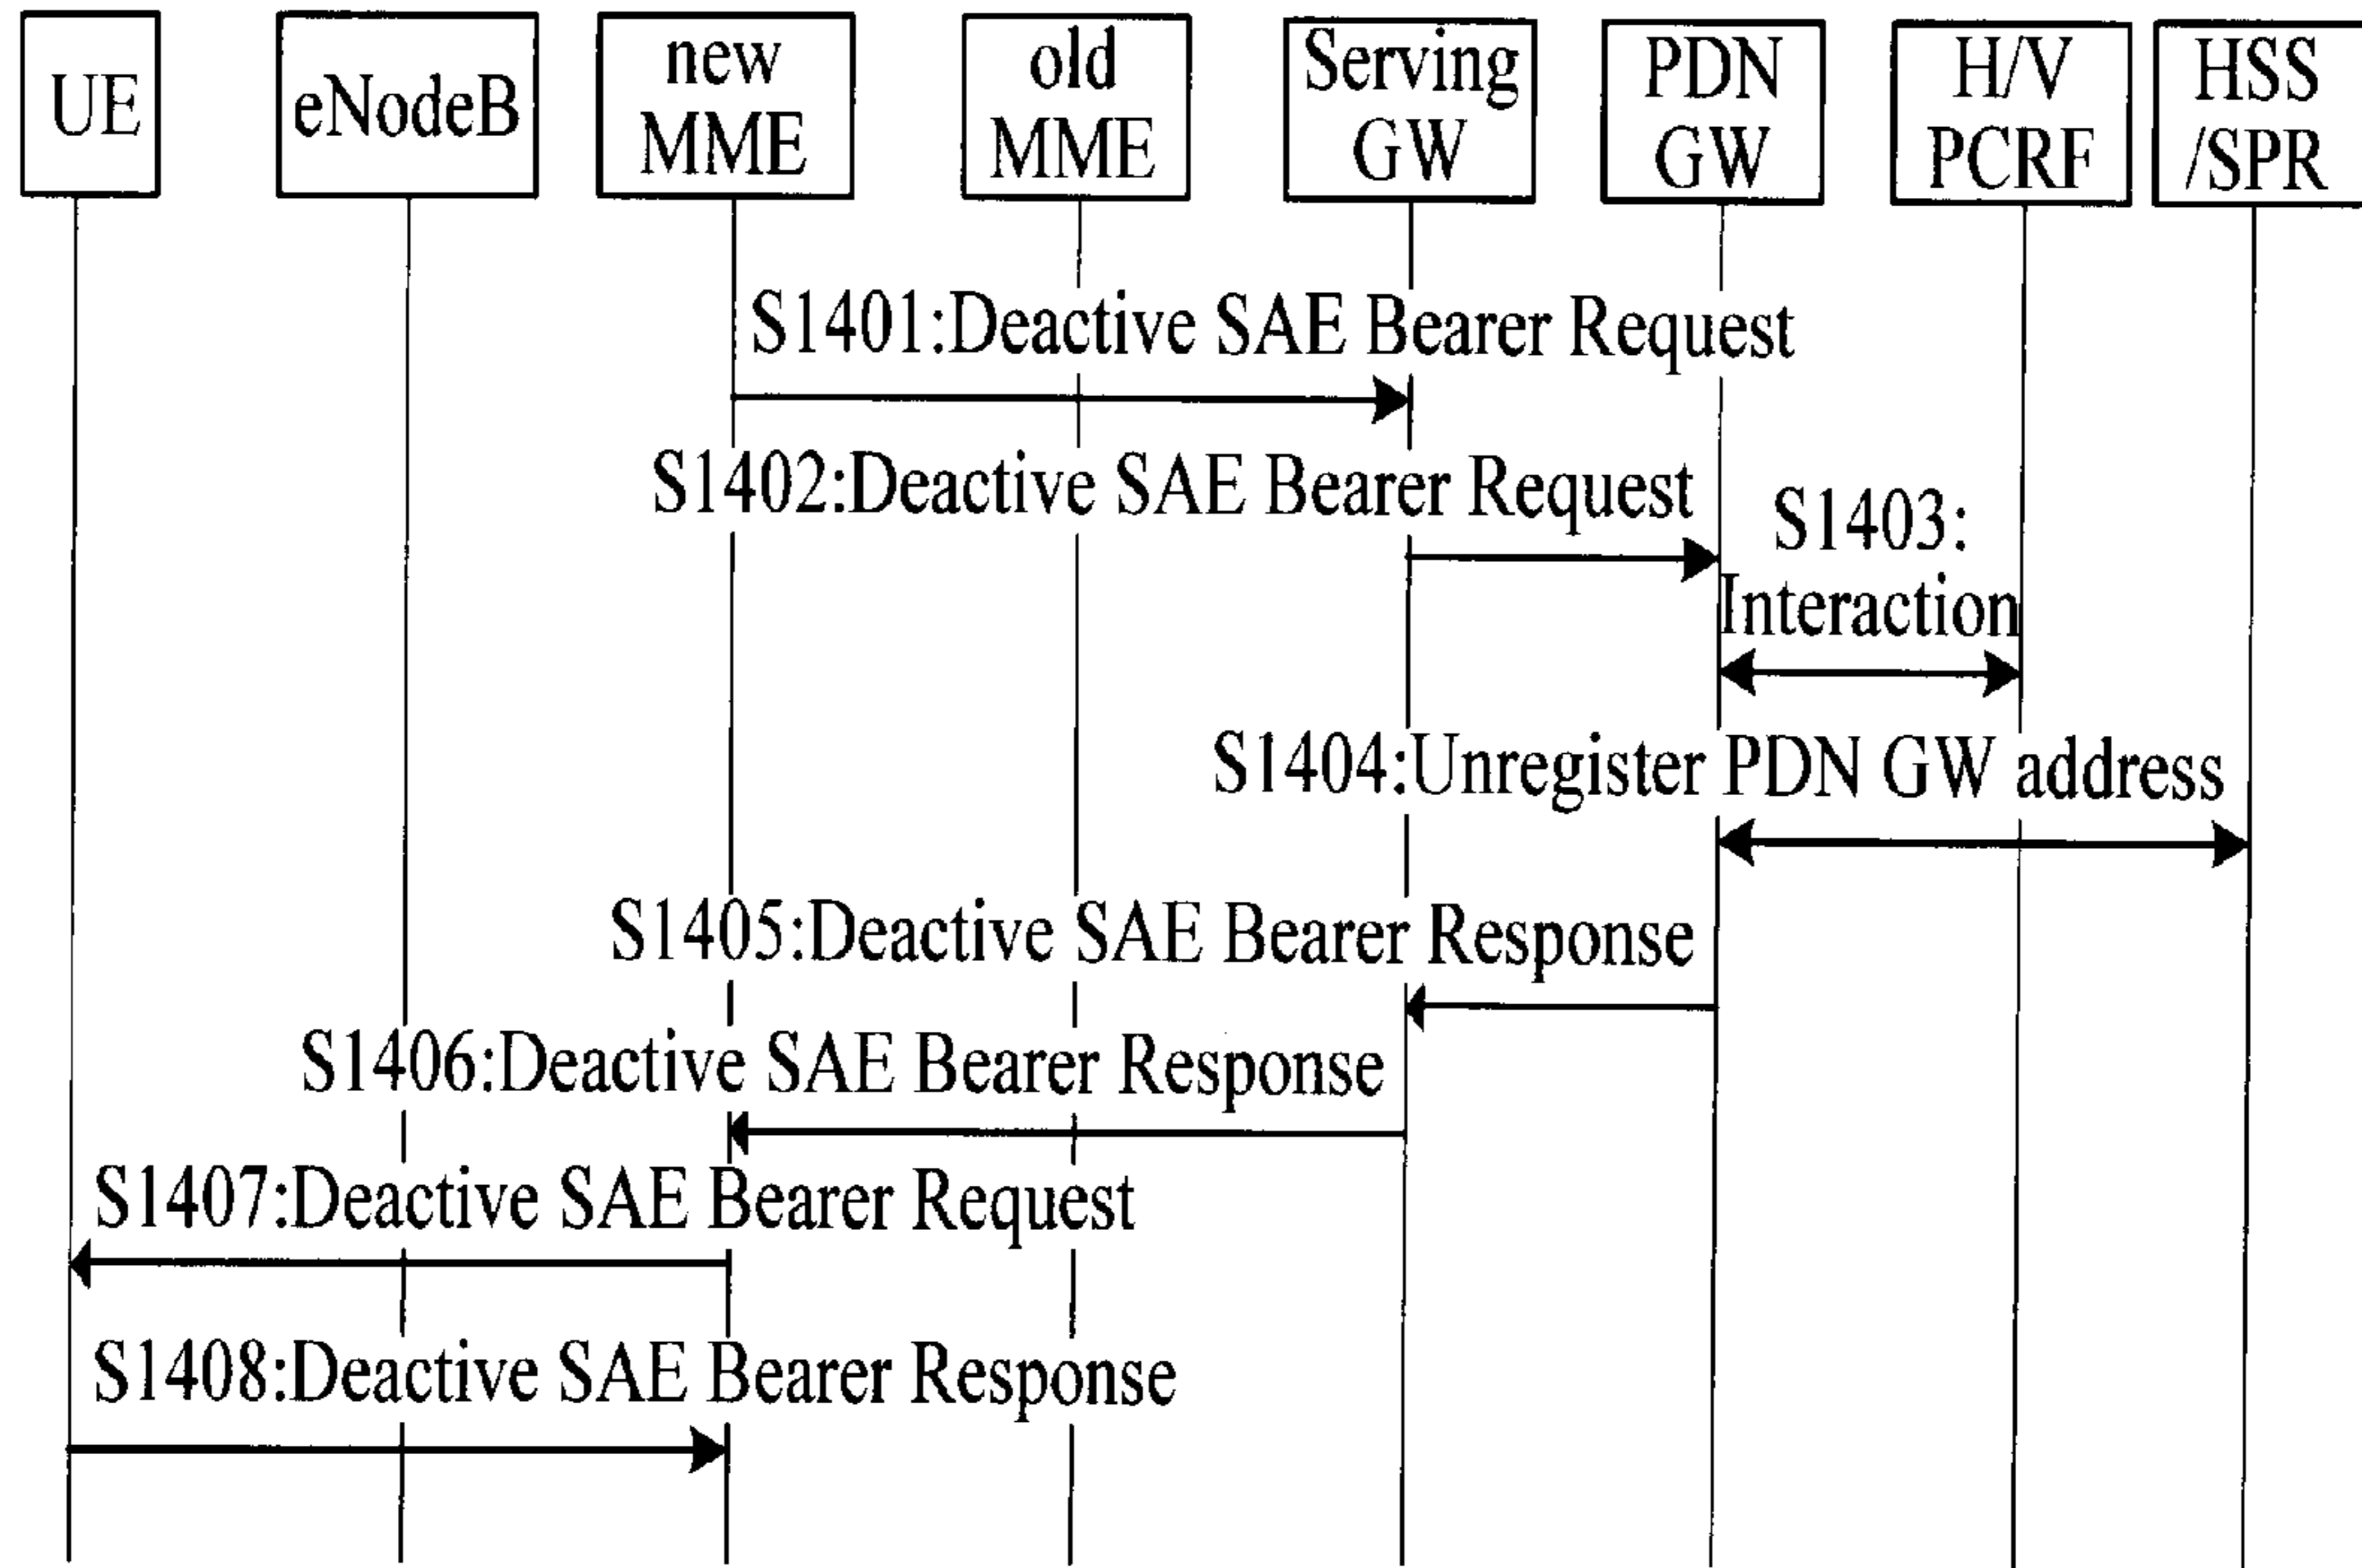 UE
eNodeB
new
MME
old
MME
Serving
GW
PDN
GW
H/V
PCRF
HSS
/SPR
S1401:Deactive SAE Bearer Request
S1402:Deactive SAE Bearer Request
S1403:
Interaction
S1404:Unregister PDN GW address
S1405:Deactive SAE Bearer Response
S1406:Deactive SAE Bearer Response
S1407:Deactive SAE Bearer Request
S1408:Deactive SAE Bearer Response